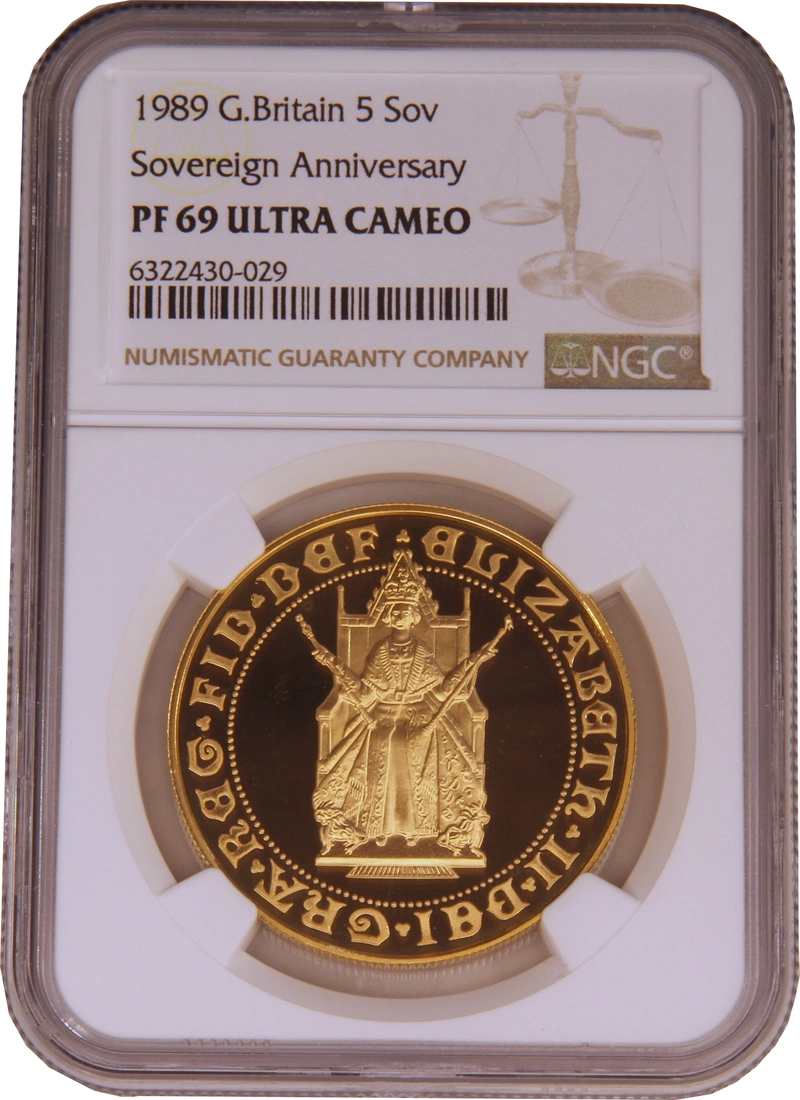 1989 G.Britain 5 Sov
Sovereign Anniversary
PF 69 ULTRA CAMEO
6322430-029
NUMISMATIC GUARANTY COMPANY
NGC®
ELIZABETH·II·DEI·GRA·REG·FID·DEF